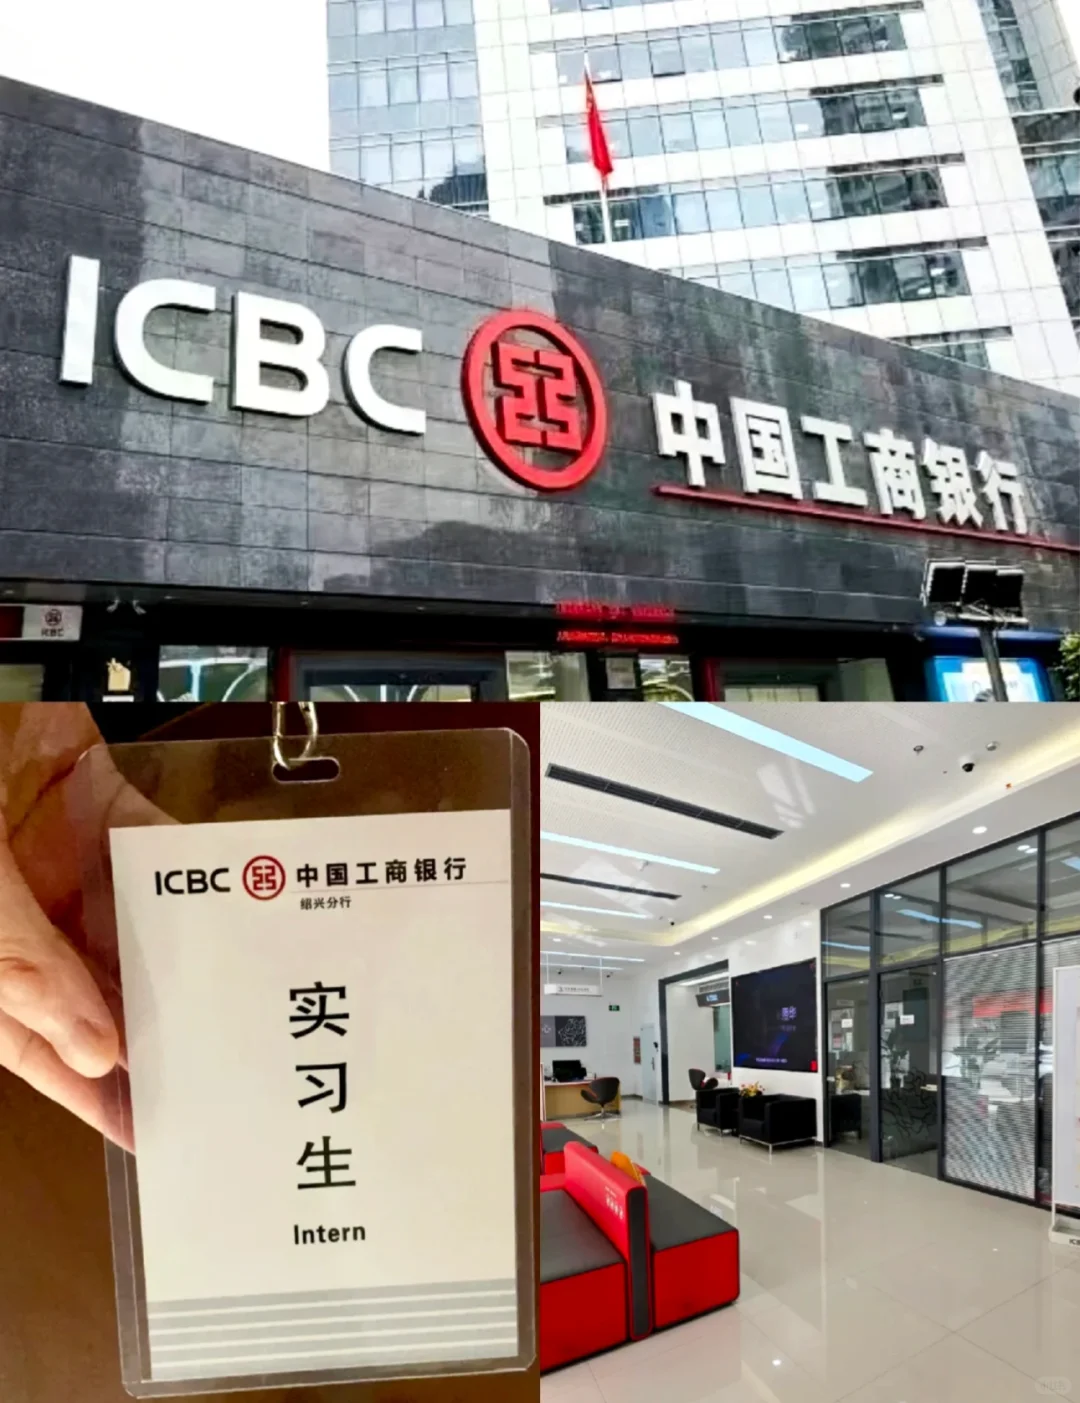 ICBC 中国工商银行
ICBC 中国工商银行
绍兴分行
实
习
生
Intern